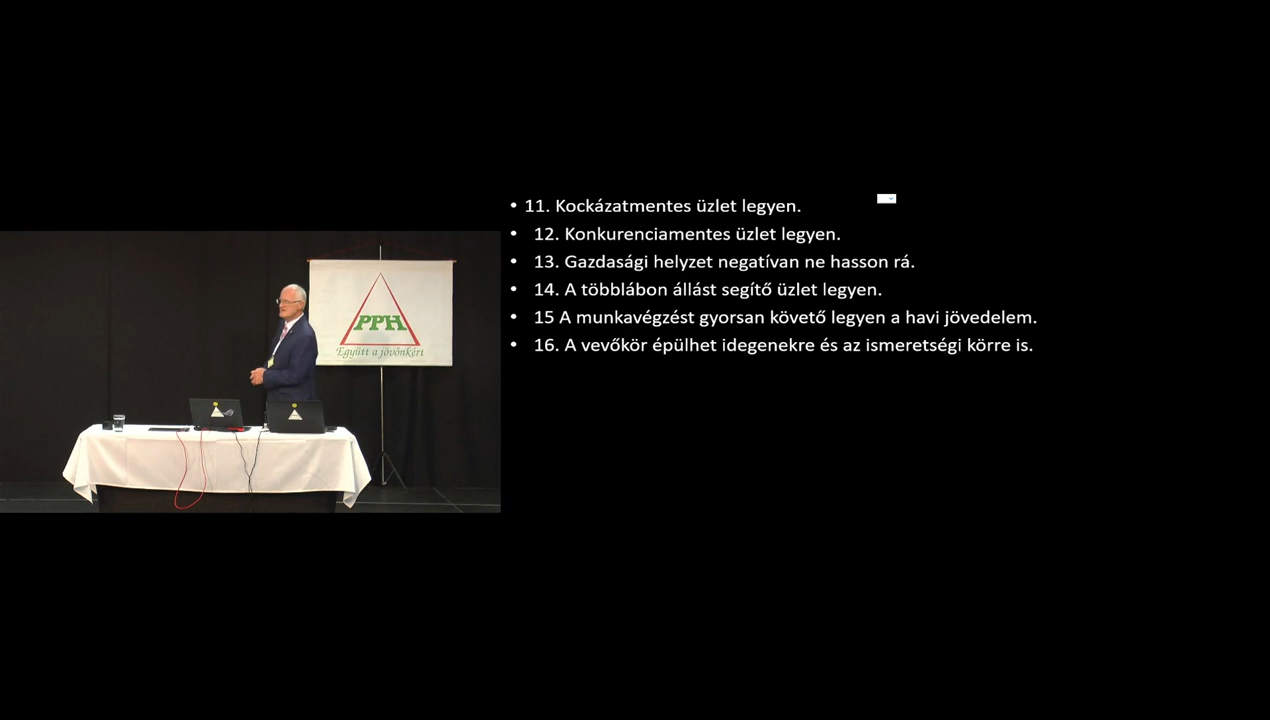 11. Kockázatmentes üzlet legyen.
12. Konkurenciamentes üzlet legyen.
13. Gazdasági helyzet negatívan ne hasson rá.
14. A többlábon állást segítő üzlet legyen.
15 A munkavégzést gyorsan követő legyen a havi jövedelem.
16. A vevőkör épülhet idegenekre és az ismeretségi körre is.
PPH
Együtt a jövőnkért